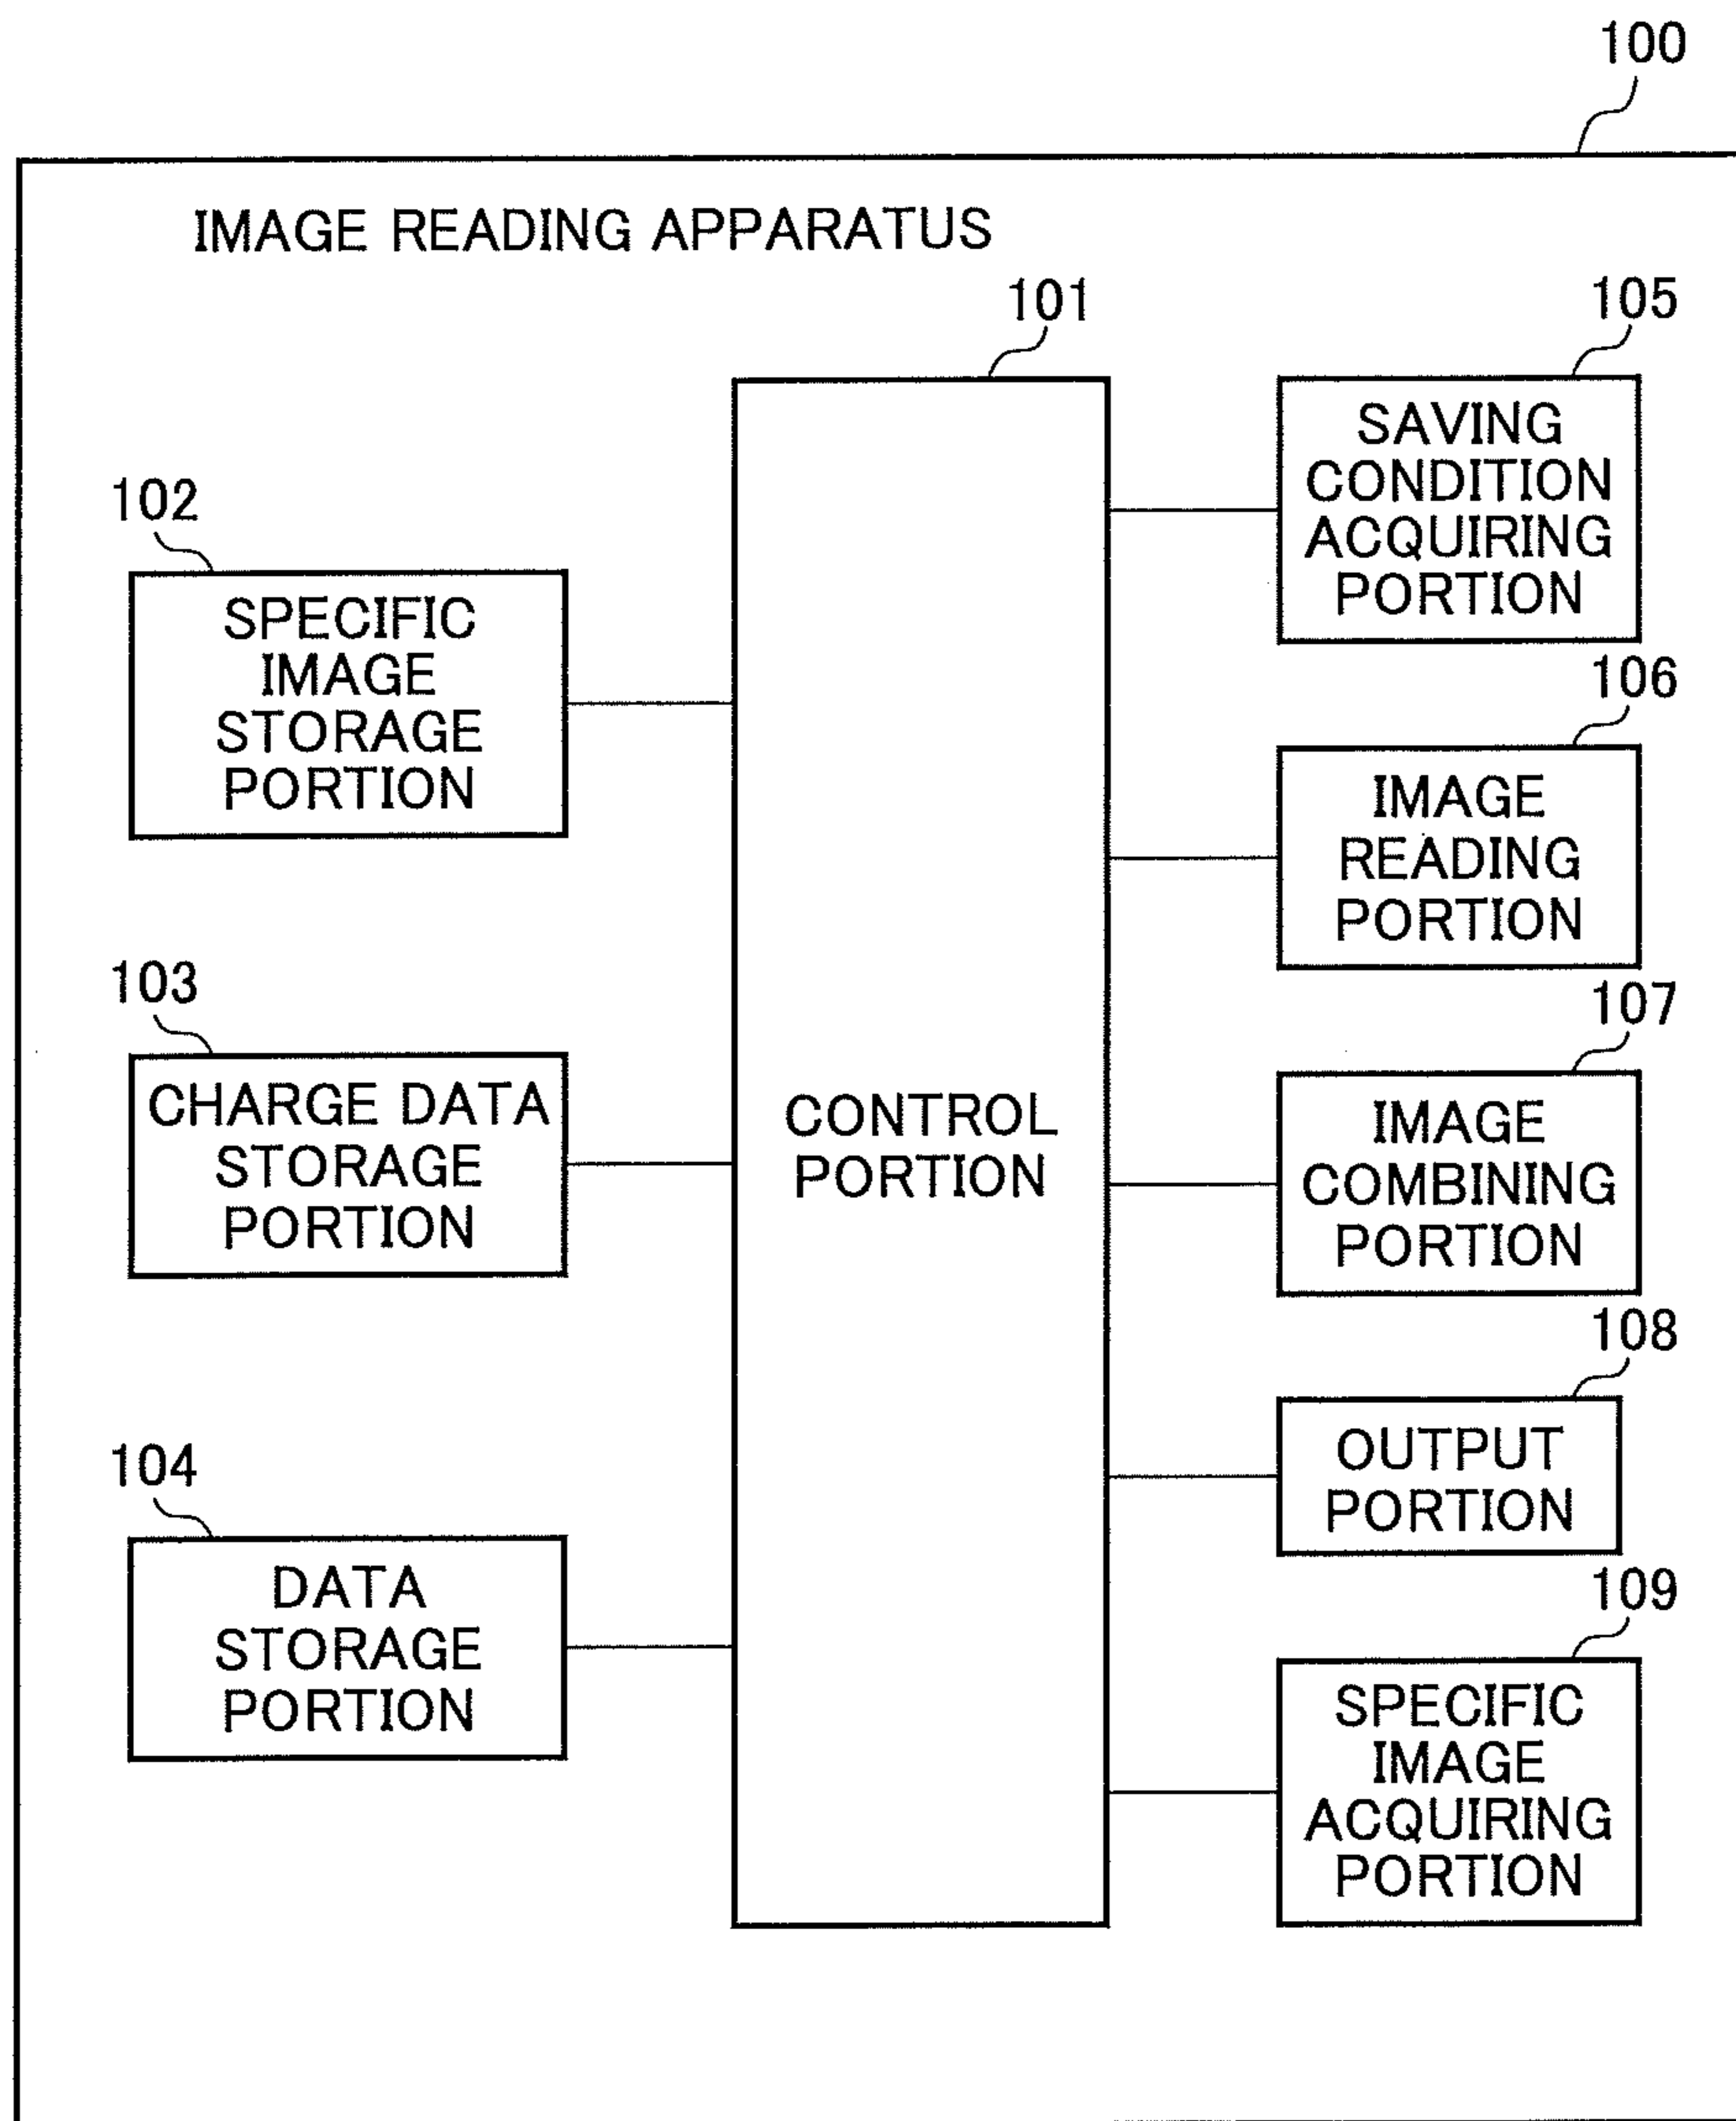 100
IMAGE READING APPARATUS
101
CONTROL
PORTION
102
SPECIFIC
IMAGE
STORAGE
PORTION
103
CHARGE DATA
STORAGE
PORTION
104
DATA
STORAGE
PORTION
105
SAVING
CONDITION
ACQUIRING
PORTION
106
IMAGE
READING
PORTION
107
IMAGE
COMBINING
PORTION
108
OUTPUT
PORTION
109
SPECIFIC
IMAGE
ACQUIRING
PORTION